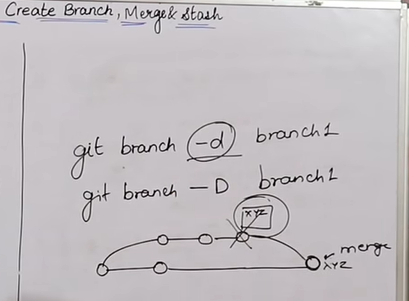 Create Branch, Merge & Stash
git branch -d branch1
git branch - D branch1
XYZ
merge
XYZ